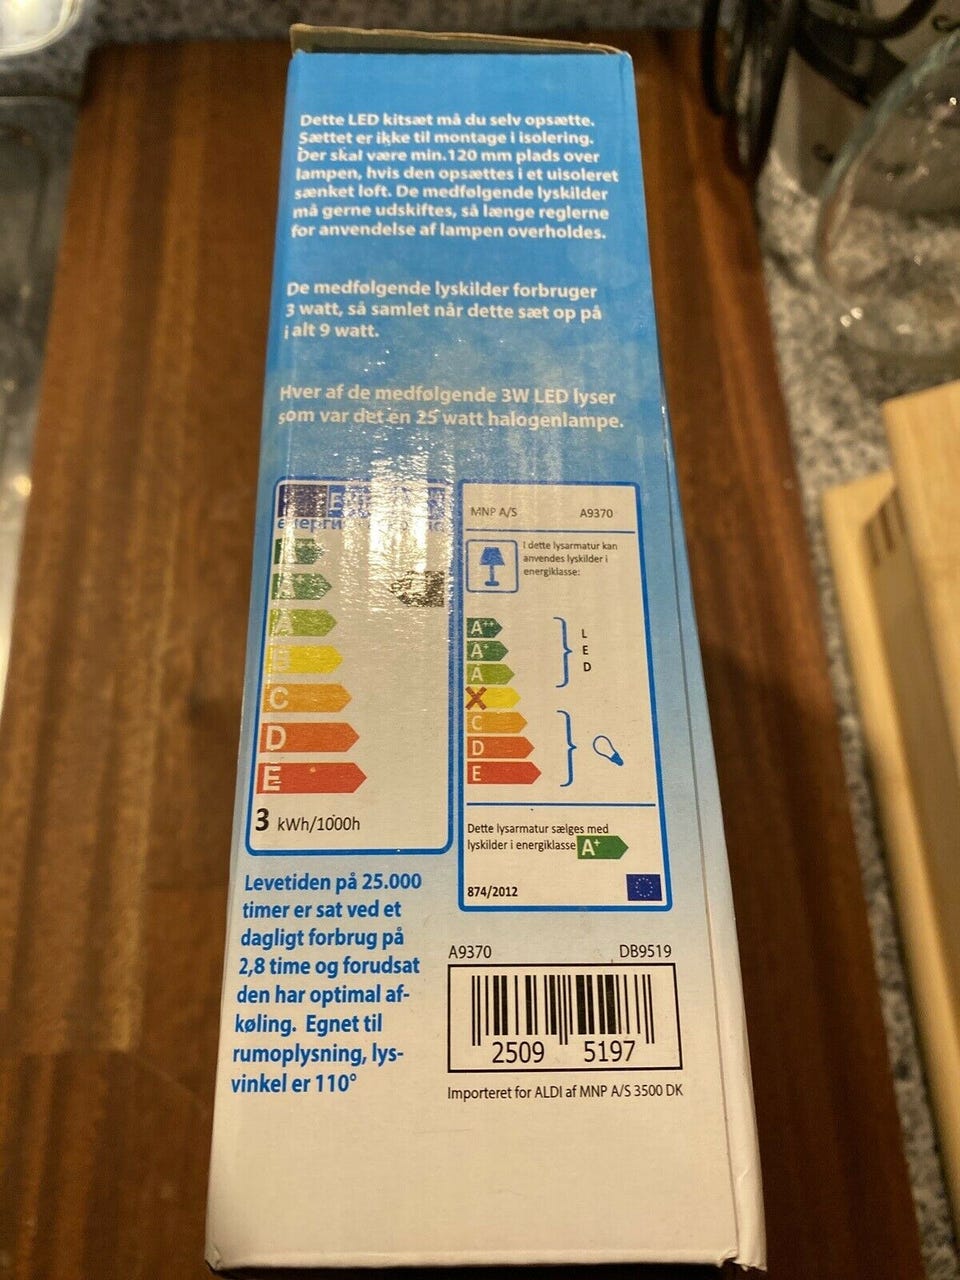 Dette LED kitsæt må du selv opsætte.
Sættet er ikke til montage i isolering.
Der skal være min.120 mm plads over
lampen, hvis den opsættes i et uisoleret
sænket loft. De medfølgende lyskilder
må gerne udskiftes, så længe reglerne
for anvendelse af lampen overholdes.
De medfølgende lyskilder forbruger
3 watt, så samlet når dette sæt op på
i alt 9 watt.
Hver af de medfølgende 3W LED lyser
som var det en 25 watt halogenlampe.
A
C
D
E
3 kWh/1000h
MNP A/S A9370
I dette lysarmatur kan
anvendes lyskilder i
energiklasse:
A++
A+
A
C
D
E
L
E
D
Dette lysarmatur sælges med
lyskilder i energiklasse A+
874/2012
Levetiden på 25.000
timer er sat ved et
dagligt forbrug på
2,8 time og forudsat
den har optimal af-
køling. Egnet til
rumoplysning, lys-
vinkel er 110°
A9370 DB9519
2509 5197
Importeret for ALDI af MNP A/S 3500 DK